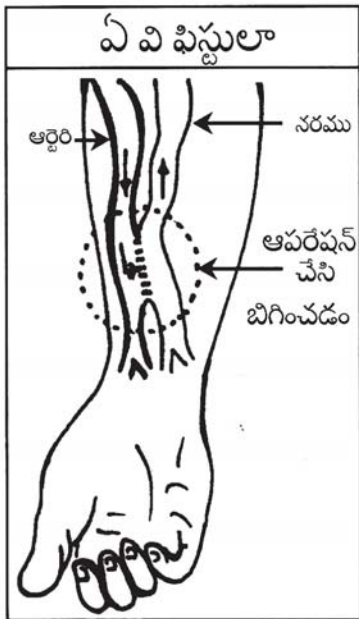 ఏ వి ఫిస్టులా
ఆర్టెరి
నరము
ఆపరేషన్
చేసి
బిగించడం